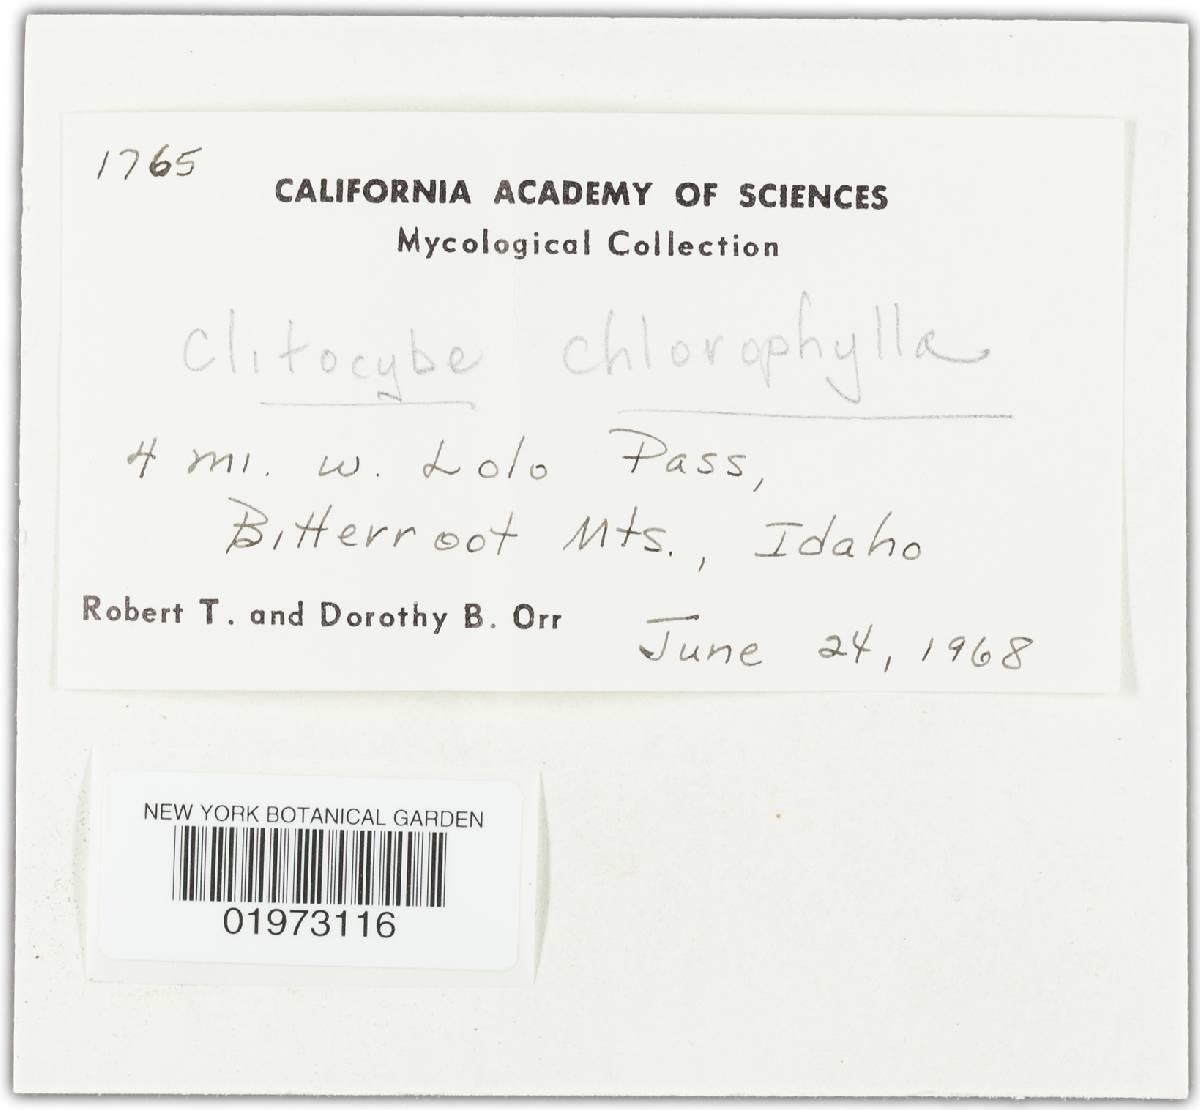 1765
CALIFORNIA ACADEMY OF SCIENCES
Mycological Collection
Clitocybe chlorophylla
4 mi. w. Lolo Pass,
Bitterroot Mts., Idaho
Robert T. and Dorothy B. Orr
June 24, 1968
NEW YORK BOTANICAL GARDEN
01973116